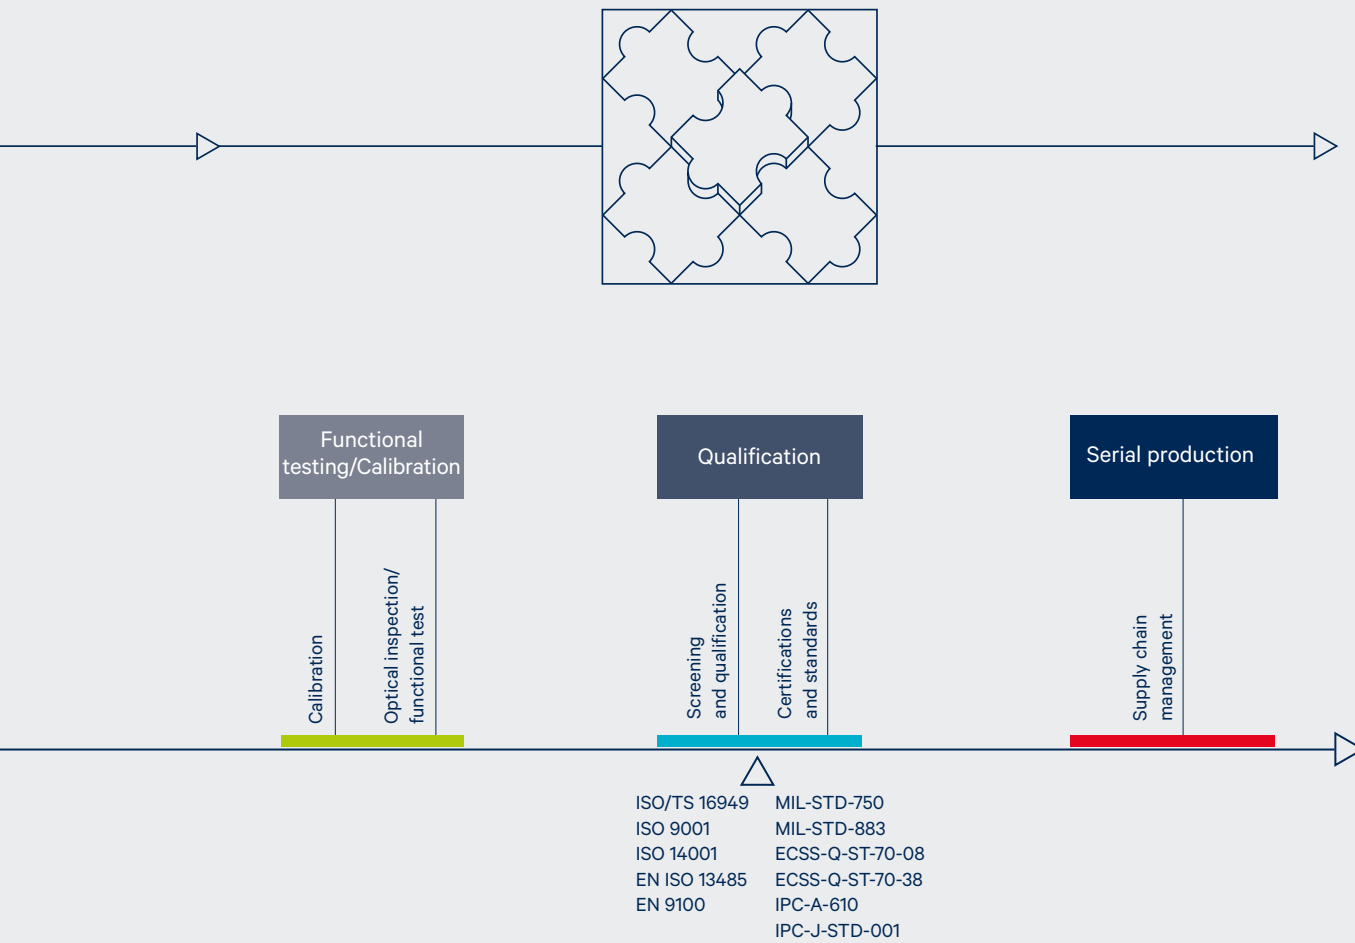 Functional
testing/Calibration
Qualification
Serial production
Calibration
Optical inspection/
functional test
Screening
and qualification
Certifications
and standards
Supply chain
management
ISO/TS 16949
ISO 9001
ISO 14001
EN ISO 13485
EN 9100
MIL-STD-750
MIL-STD-883
ECSS-Q-ST-70-08
ECSS-Q-ST-70-38
IPC-A-610
IPC-J-STD-001